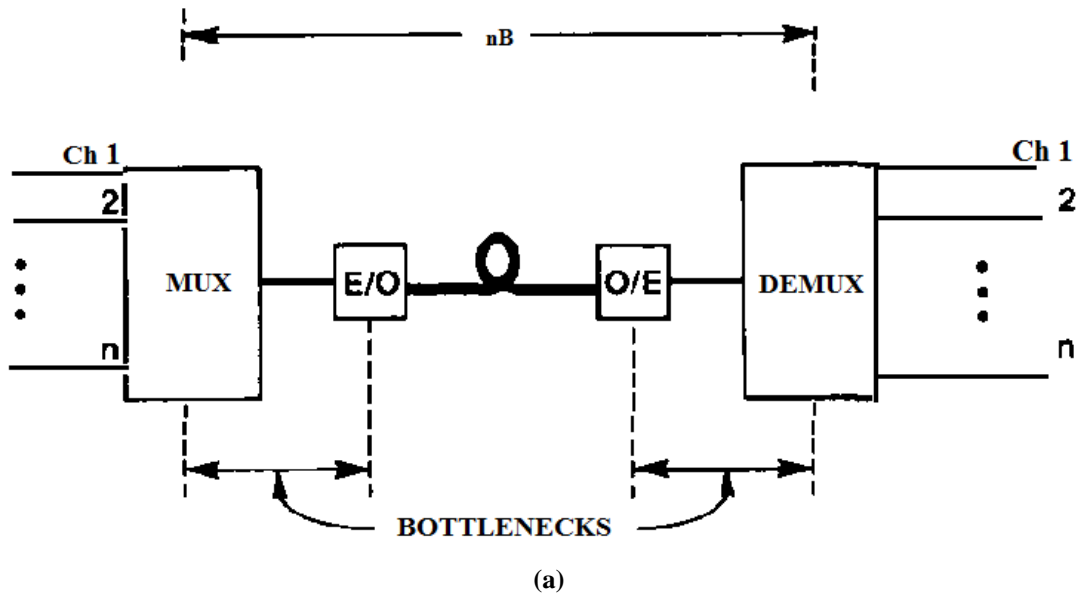 nB
Ch 1
2
n
MUX
E/O
O/E
DEMUX
Ch 1
2
n
BOTTLENECKS
(a)